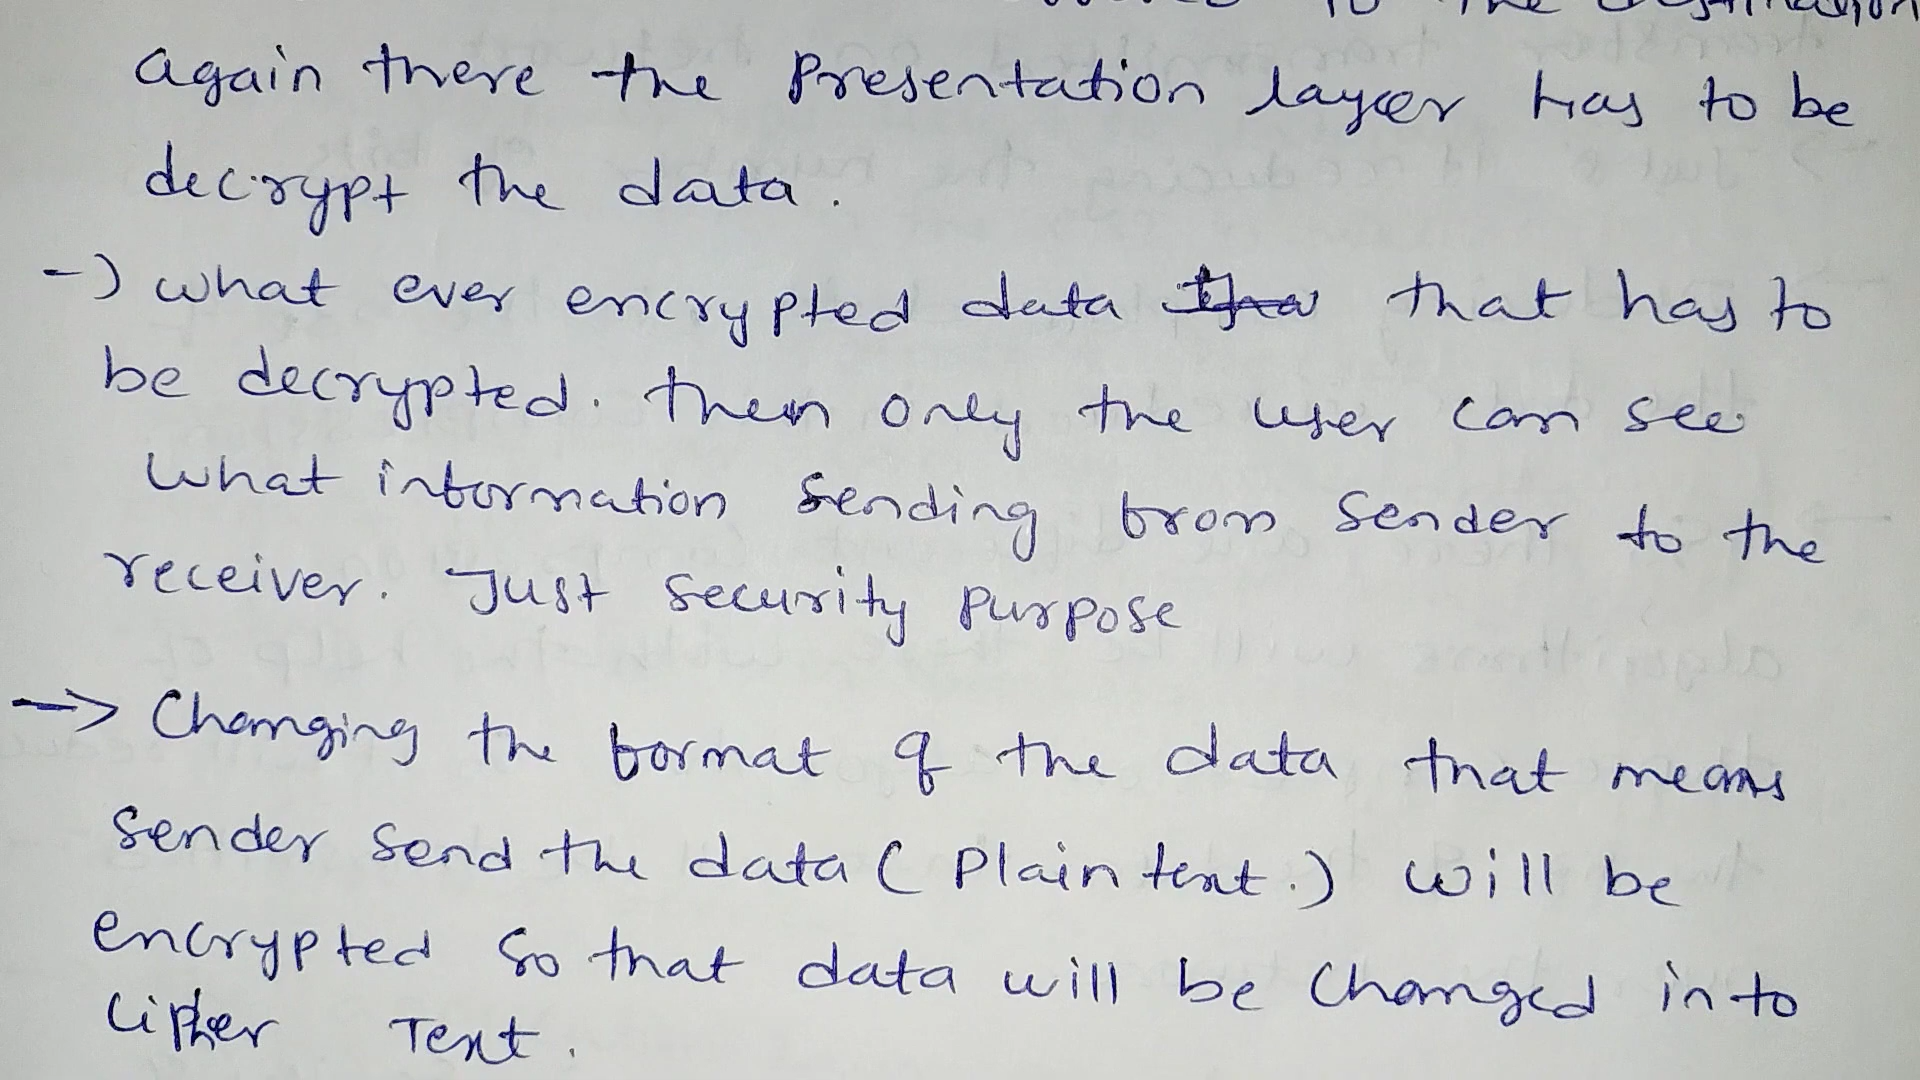 to the destination
again there the Presentation layer has to be
decrypt the data.
-) what ever encrypted data that has to
be decrypted. then only the user can see
what information sending from sender to the
receiver. Just security purpose
-> Changing the format of the data that means
sender send the data ( Plain text.) will be
encrypted so that data will be changed into
Cipher Text.